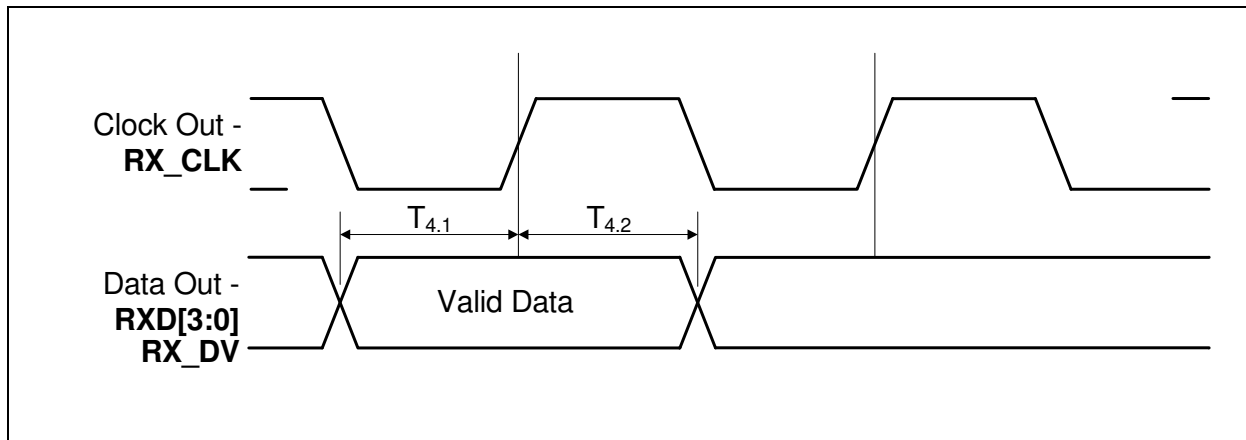 Clock Out -
RX_CLK
T4.1
T4.2
Data Out -
RXD[3:0]
RX_DV
Valid Data